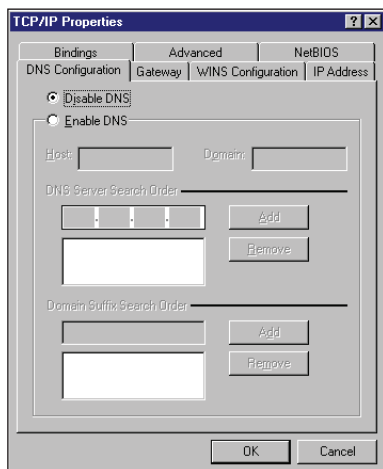 TCP/IP Properties
Bindings Advanced NetBIOS
DNS Configuration Gateway WINS Configuration IP Address
Disable DNS
Enable DNS
Host: Domain:
DNS Server Search Order
. . .
Add
Remove
Domain Suffix Search Order
Add
Remove
OK Cancel